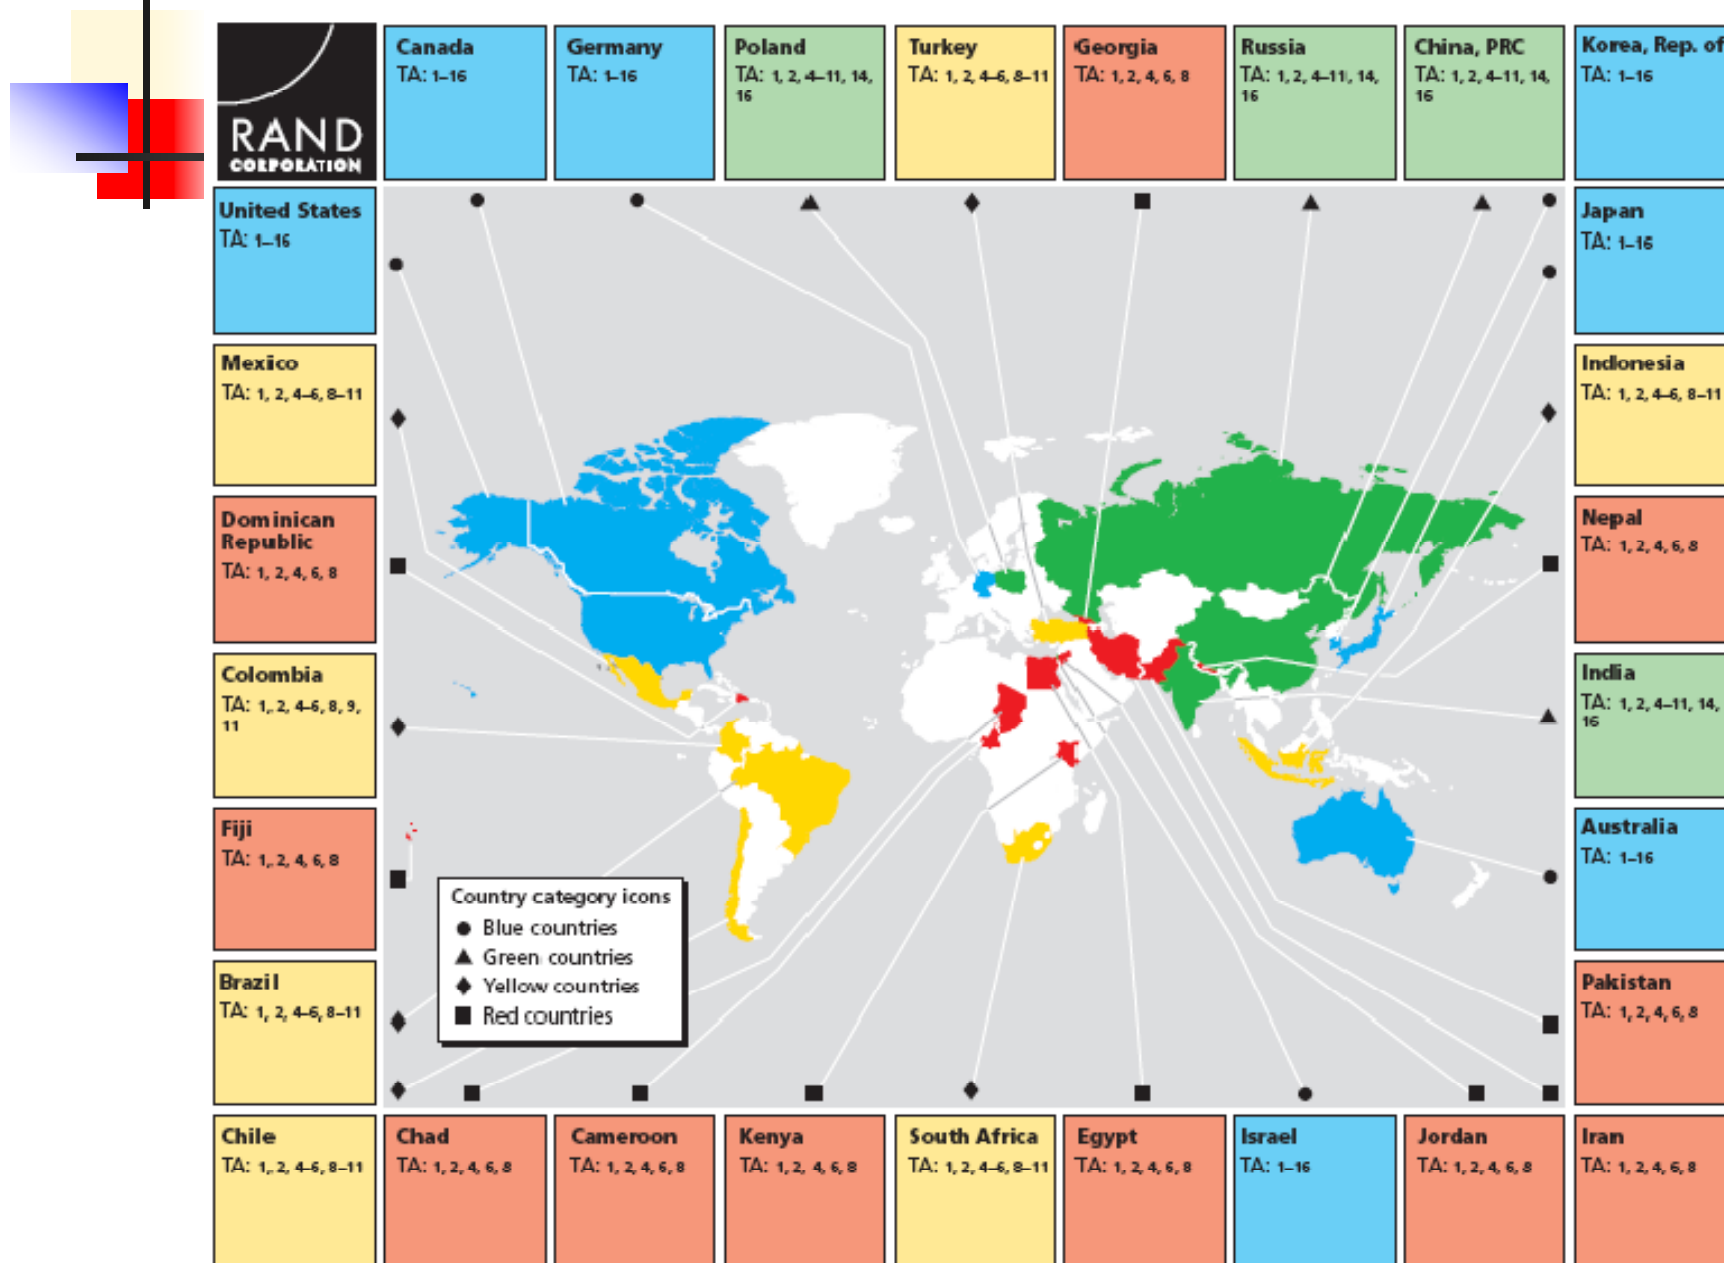 RAND
CORPORATION
Canada
TA: 1–16
Germany
TA: 1–16
Poland
TA: 1, 2, 4–11, 14,
16
Turkey
TA: 1, 2, 4–6, 8–11
Georgia
TA: 1, 2, 4, 6, 8
Russia
TA: 1, 2, 4–11, 14,
16
China, PRC
TA: 1, 2, 4–11, 14,
16
Korea, Rep. of
TA: 1–16
United States
TA: 1–16
Japan
TA: 1–16
Mexico
TA: 1, 2, 4–6, 8–11
Indonesia
TA: 1, 2, 4–6, 8–11
Dominican
Republic
TA: 1, 2, 4, 6, 8
Nepal
TA: 1, 2, 4, 6, 8
Colombia
TA: 1, 2, 4–6, 8, 9,
11
India
TA: 1, 2, 4–11, 14,
16
Fiji
TA: 1, 2, 4, 6, 8
Australia
TA: 1–16
Country category icons
Blue countries
Green countries
Yellow countries
Red countries
Brazil
TA: 1, 2, 4–6, 8–11
Pakistan
TA: 1, 2, 4, 6, 8
Chile
TA: 1, 2, 4–6, 8–11
Chad
TA: 1, 2, 4, 6, 8
Cameroon
TA: 1, 2, 4, 6, 8
Kenya
TA: 1, 2, 4, 6, 8
South Africa
TA: 1, 2, 4–6, 8–11
Egypt
TA: 1, 2, 4, 6, 8
Israel
TA: 1–16
Jordan
TA: 1, 2, 4, 6, 8
Iran
TA: 1, 2, 4, 6, 8